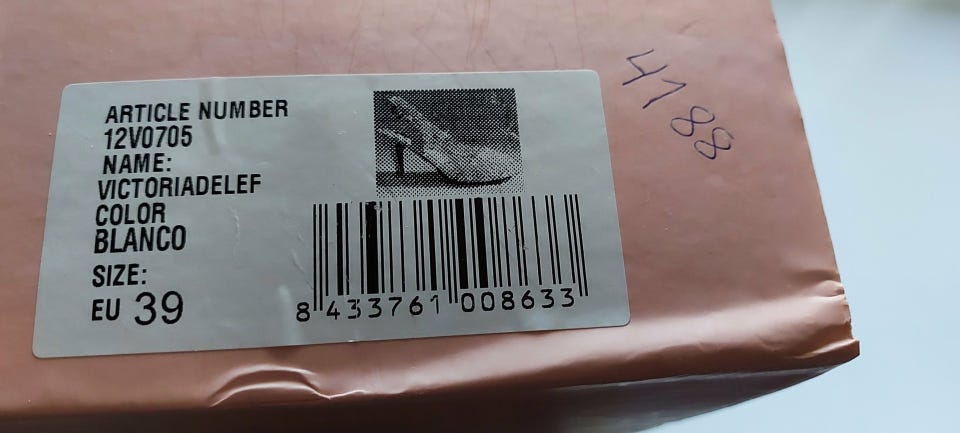 ARTICLE NUMBER
12V0705
NAME:
VICTORIADELEF
COLOR
BLANCO
SIZE:
EU 39
8 433761 008633
4188